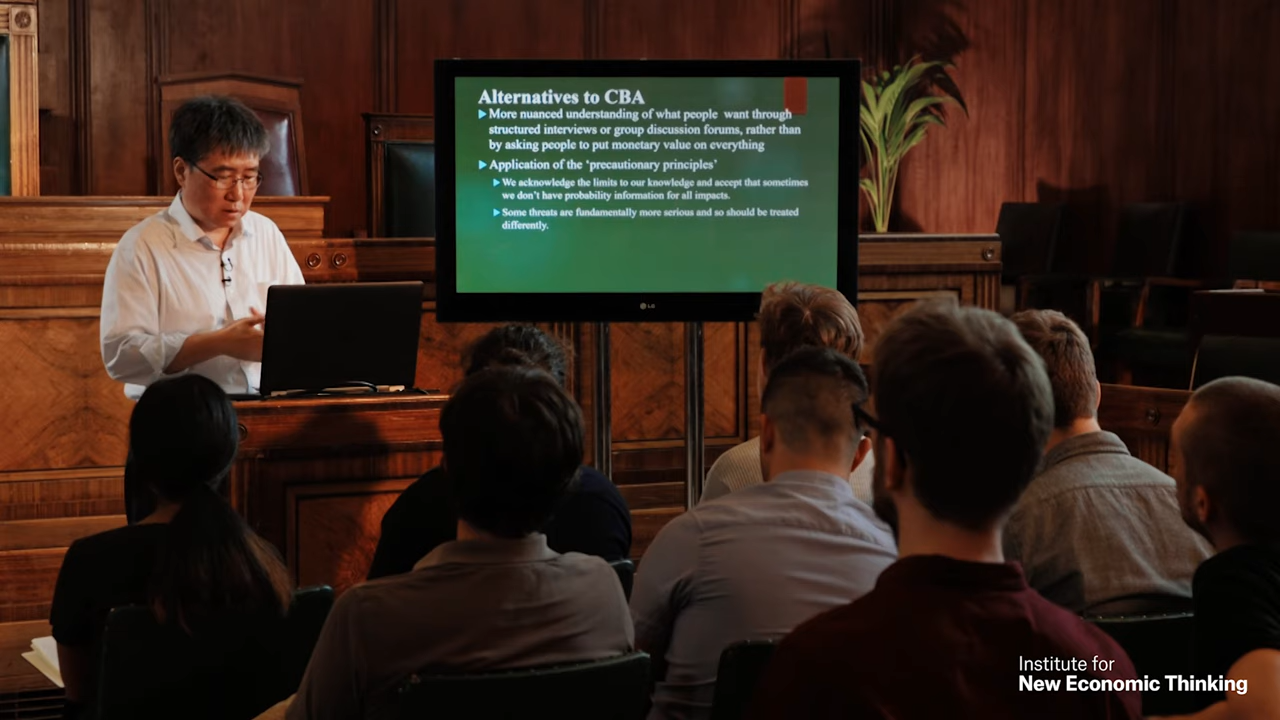 Alternatives to CBA
More nuanced understanding of what people want through
structured interviews or group discussion forums, rather than
by asking people to put monetary value on everything
Application of the ‘precautionary principles’
We acknowledge the limits to our knowledge and accept that sometimes
we don’t have probability information for all impacts.
Some threats are fundamentally more serious and so should be treated
differently.
LG
Institute for
New Economic Thinking